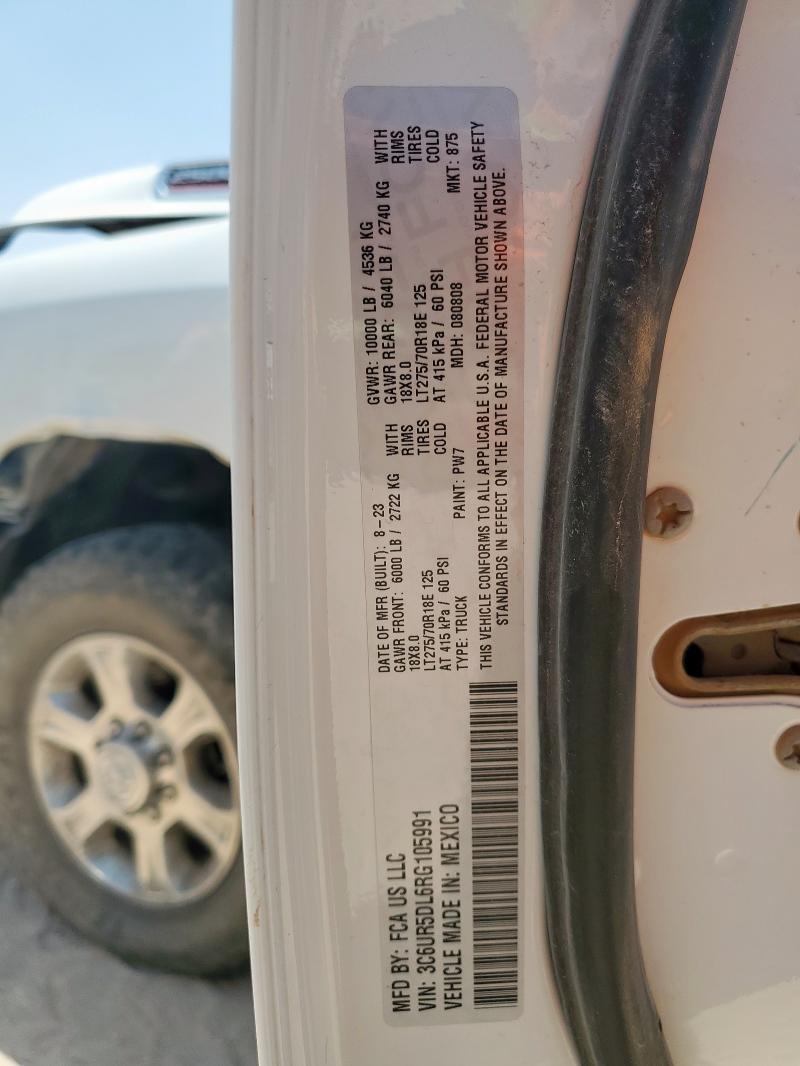 MFD BY: FCA US LLC
VIN: 3C6UR5DL6RG105991
VEHICLE MADE IN: MEXICO
DATE OF MFR (BUILT): 8-23 GVWR: 10000 LB / 4536 KG
GAWR FRONT: 6000 LB / 2722 KG WITH GAWR REAR: 6040 LB / 2740 KG WITH
18X8.0 RIMS 18X8.0 RIMS
LT275/70R18E 125 TIRES LT275/70R18E 125 TIRES
AT 415 kPa / 60 PSI COLD AT 415 kPa / 60 PSI COLD
TYPE: TRUCK PAINT: PW7 MDH: 080808 MKT: 875
THIS VEHICLE CONFORMS TO ALL APPLICABLE U.S.A. FEDERAL MOTOR VEHICLE SAFETY
STANDARDS IN EFFECT ON THE DATE OF MANUFACTURE SHOWN ABOVE.